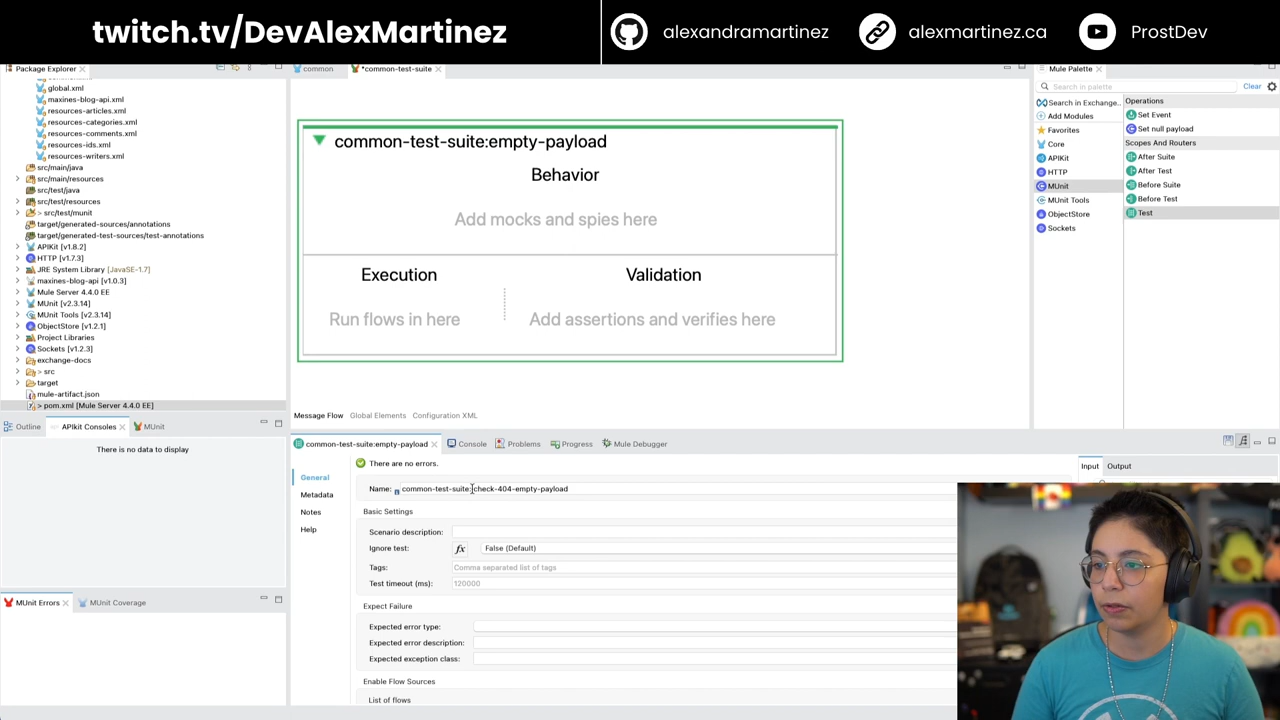 twitch.tv/DevAlexMartinez
alexandramartinez
alexmartinez.ca
ProstDev
Package Explorer
global.xml
maxines-blog-api.xml
resources-articles.xml
resources-categories.xml
resources-comments.xml
resources-ids.xml
resources-writers.xml
src/main/java
src/main/resources
src/test/java
src/test/resources
> src/test/munit
target/generated-sources/annotations
target/generated-test-sources/test-annotations
APIKit [v1.8.2]
HTTP [v1.7.3]
JRE System Library [JavaSE-1.7]
maxines-blog-api [v1.0.3]
Mule Server 4.4.0 EE
MUnit [v2.3.14]
MUnit Tools [v2.3.14]
ObjectStore [v1.2.1]
Project Libraries
Sockets [v1.2.3]
exchange-docs
> src
target
mule-artifact.json
> pom.xml [Mule Server 4.4.0 EE]
Outline
APIkit Consoles
MUnit
There is no data to display
MUnit Errors
MUnit Coverage
common
*common-test-suite
common-test-suite:empty-payload
Behavior
Add mocks and spies here
Execution
Validation
Run flows in here
Add assertions and verifies here
Message Flow
Global Elements
Configuration XML
common-test-suite:empty-payload
Console
Problems
Progress
Mule Debugger
General
Metadata
Notes
Help
There are no errors.
Name: common-test-suite:check-404-empty-payload
Basic Settings
Scenario description:
Ignore test: fx False (Default)
Tags: Comma separated list of tags
Test timeout (ms): 120000
Expect Failure
Expected error type:
Expected error description:
Expected exception class:
Enable Flow Sources
List of flows
Input
Output
Mule Palette
Search in palette
Clear
Search in Exchange..
Add Modules
Favorites
Core
APIKit
HTTP
MUnit
MUnit Tools
ObjectStore
Sockets
Operations
Set Event
Set null payload
Scopes And Routers
After Suite
After Test
Before Suite
Before Test
Test